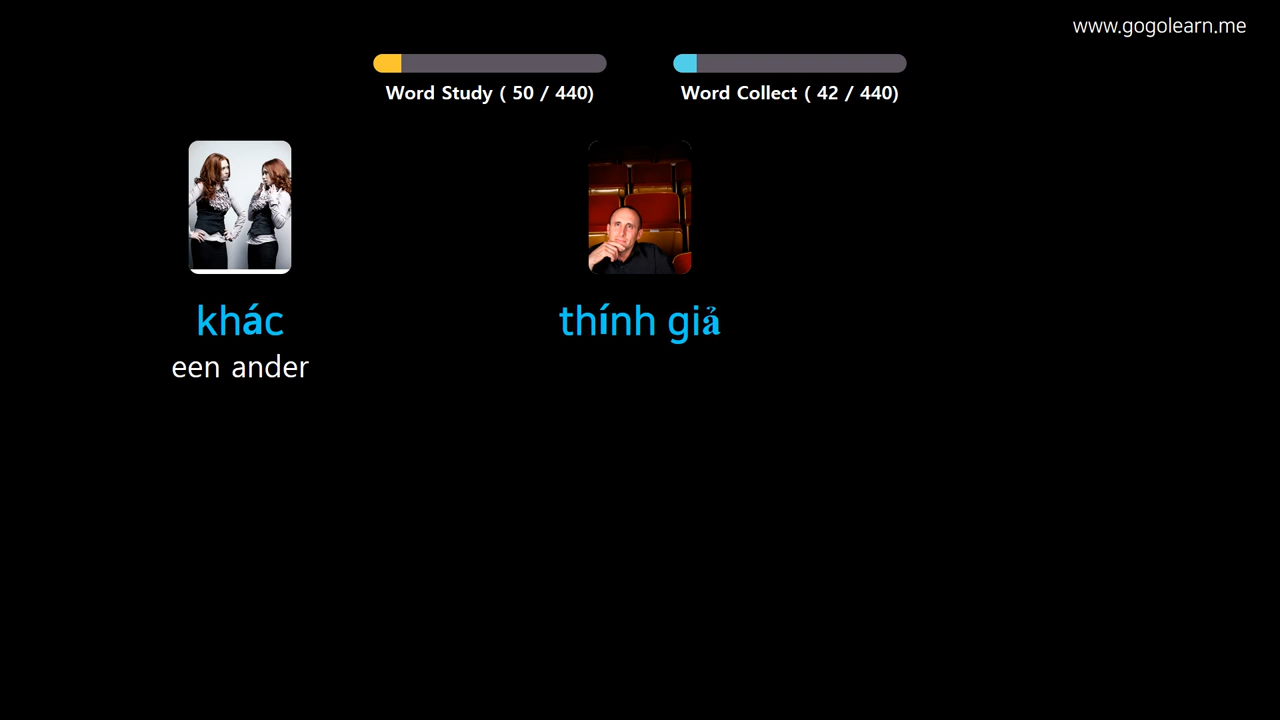 www.gogolearn.me
Word Study ( 50 / 440)
Word Collect ( 42 / 440)
khác
een ander
thính giả